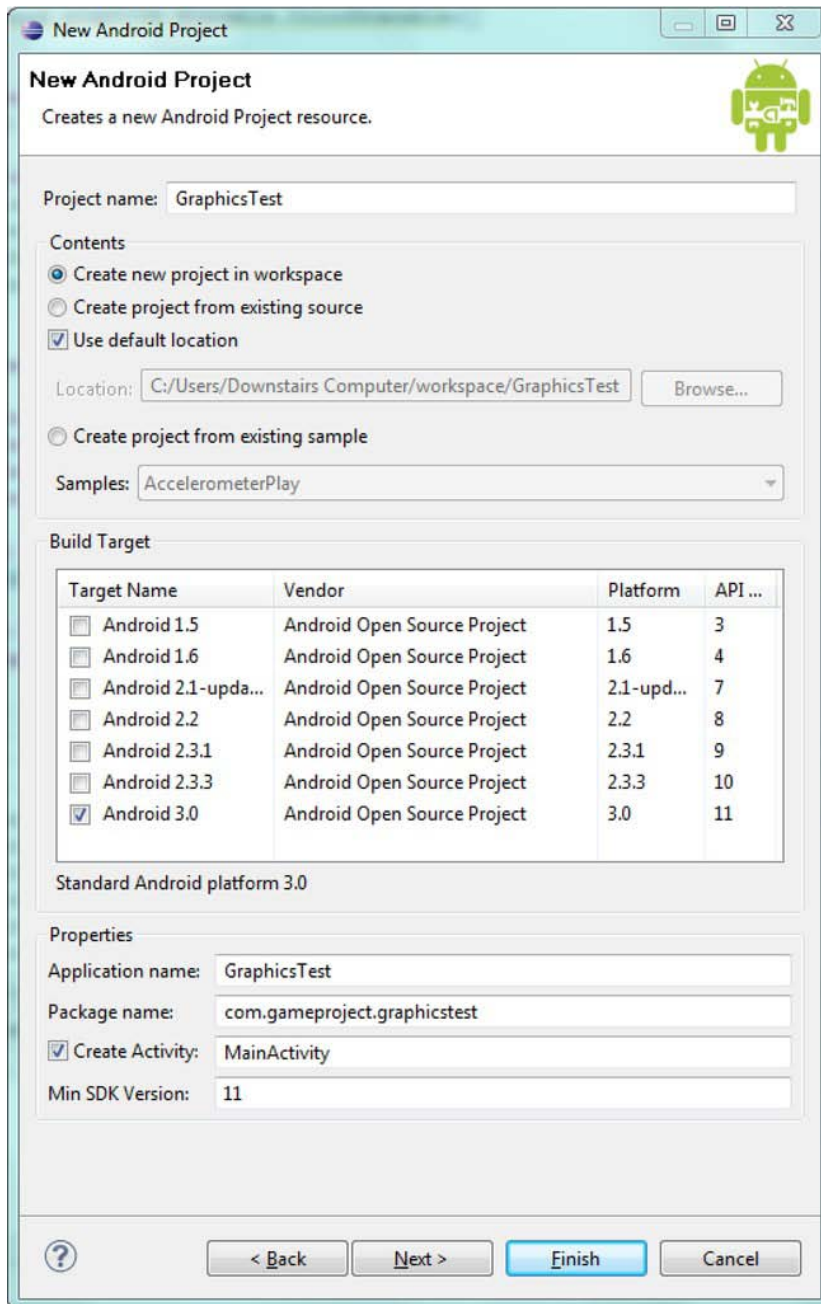 New Android Project
New Android Project
Creates a new Android Project resource.
Project name: GraphicsTest
Contents
Create new project in workspace
Create project from existing source
Use default location
Location: C:/Users/Downstairs Computer/workspace/GraphicsTest Browse...
Create project from existing sample
Samples: AccelerometerPlay
Build Target
Target Name Vendor Platform API ...
Android 1.5 Android Open Source Project 1.5 3
Android 1.6 Android Open Source Project 1.6 4
Android 2.1-upda... Android Open Source Project 2.1-upd... 7
Android 2.2 Android Open Source Project 2.2 8
Android 2.3.1 Android Open Source Project 2.3.1 9
Android 2.3.3 Android Open Source Project 2.3.3 10
Android 3.0 Android Open Source Project 3.0 11
Standard Android platform 3.0
Properties
Application name: GraphicsTest
Package name: com.gameproject.graphicstest
Create Activity: MainActivity
Min SDK Version: 11
? < Back Next > Finish Cancel